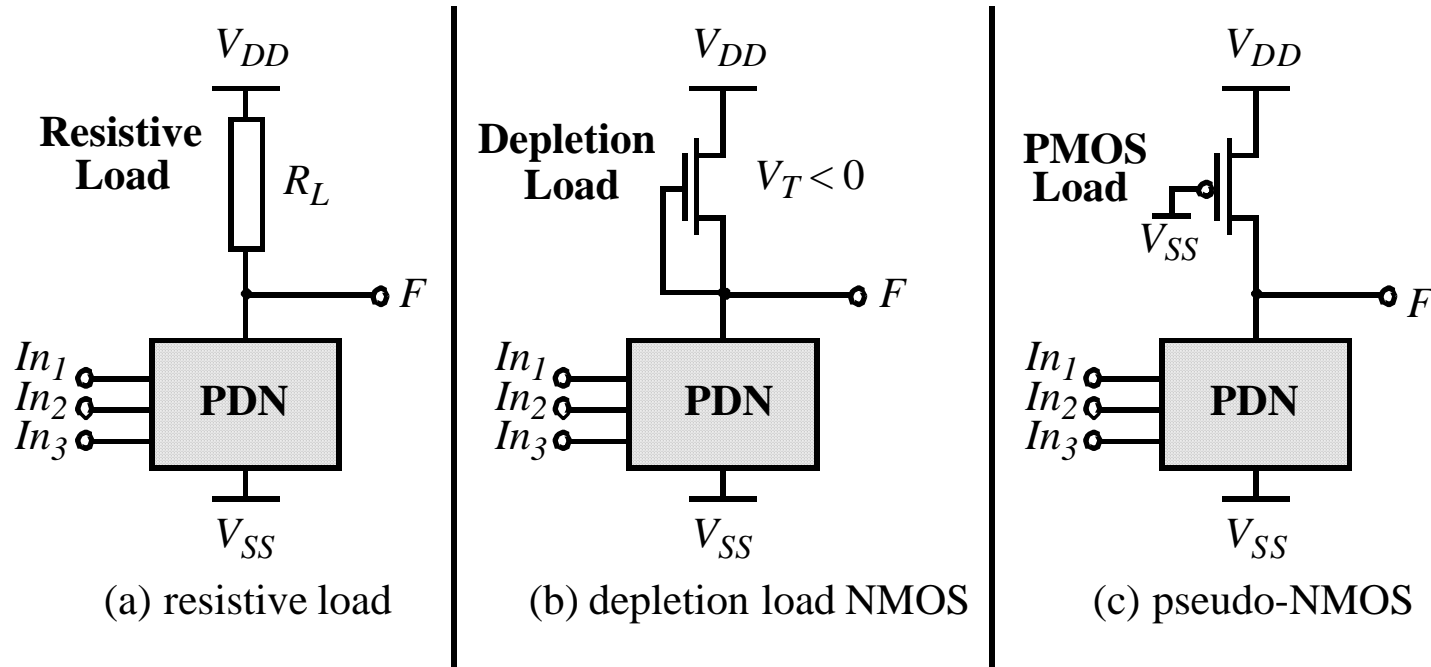 V_DD
Resistive
Load
R_L
F
In_1
In_2
In_3
PDN
V_SS
(a) resistive load
V_DD
Depletion
Load
V_T < 0
F
In_1
In_2
In_3
PDN
V_SS
(b) depletion load NMOS
V_DD
PMOS
Load
V_SS
F
In_1
In_2
In_3
PDN
V_SS
(c) pseudo-NMOS